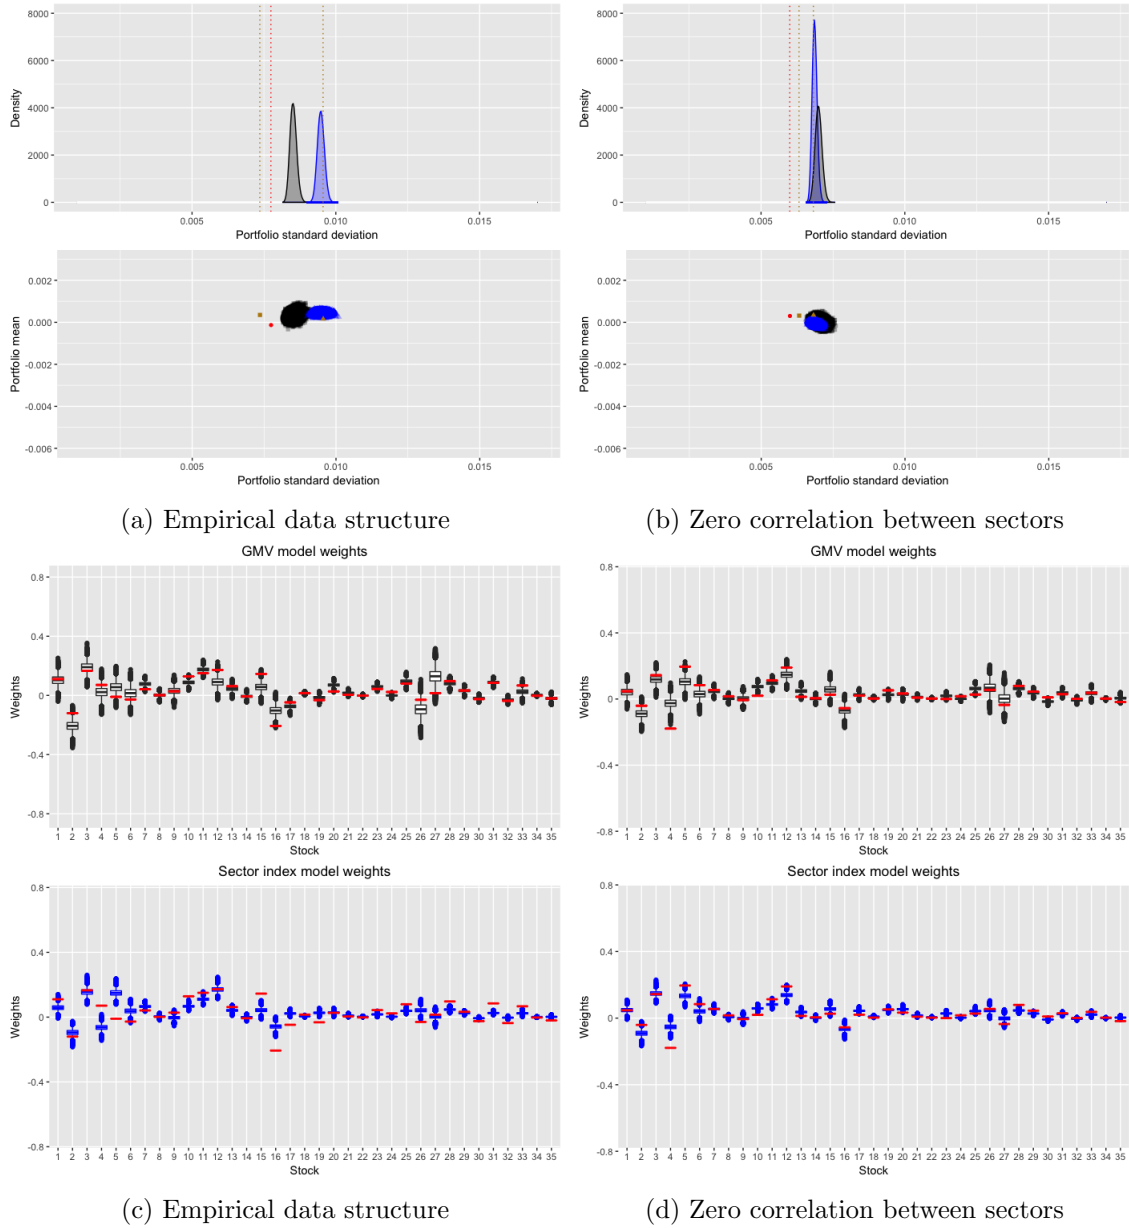 8000
6000
4000
2000
0
Density
0.005 0.010 0.015
Portfolio standard deviation
8000
6000
4000
2000
0
Density
0.005 0.010 0.015
Portfolio standard deviation
0.002
0.000
-0.002
-0.004
-0.006
Portfolio mean
0.005 0.010 0.015
Portfolio standard deviation
0.002
0.000
-0.002
-0.004
-0.006
Portfolio mean
0.005 0.010 0.015
Portfolio standard deviation
(a) Empirical data structure
(b) Zero correlation between sectors
GMV model weights
0.8
0.4
0
-0.4
-0.8
Weights
1 2 3 4 5 6 7 8 9 10 11 12 13 14 15 16 17 18 19 20 21 22 23 24 25 26 27 28 29 30 31 32 33 34 35
Stock
GMV model weights
0.8
0.4
0
-0.4
-0.8
Weights
1 2 3 4 5 6 7 8 9 10 11 12 13 14 15 16 17 18 19 20 21 22 23 24 25 26 27 28 29 30 31 32 33 34 35
Stock
Sector index model weights
0.8
0.4
0
-0.4
-0.8
Weights
1 2 3 4 5 6 7 8 9 10 11 12 13 14 15 16 17 18 19 20 21 22 23 24 25 26 27 28 29 30 31 32 33 34 35
Stock
Sector index model weights
0.8
0.4
0
-0.4
-0.8
Weights
1 2 3 4 5 6 7 8 9 10 11 12 13 14 15 16 17 18 19 20 21 22 23 24 25 26 27 28 29 30 31 32 33 34 35
Stock
(c) Empirical data structure
(d) Zero correlation between sectors